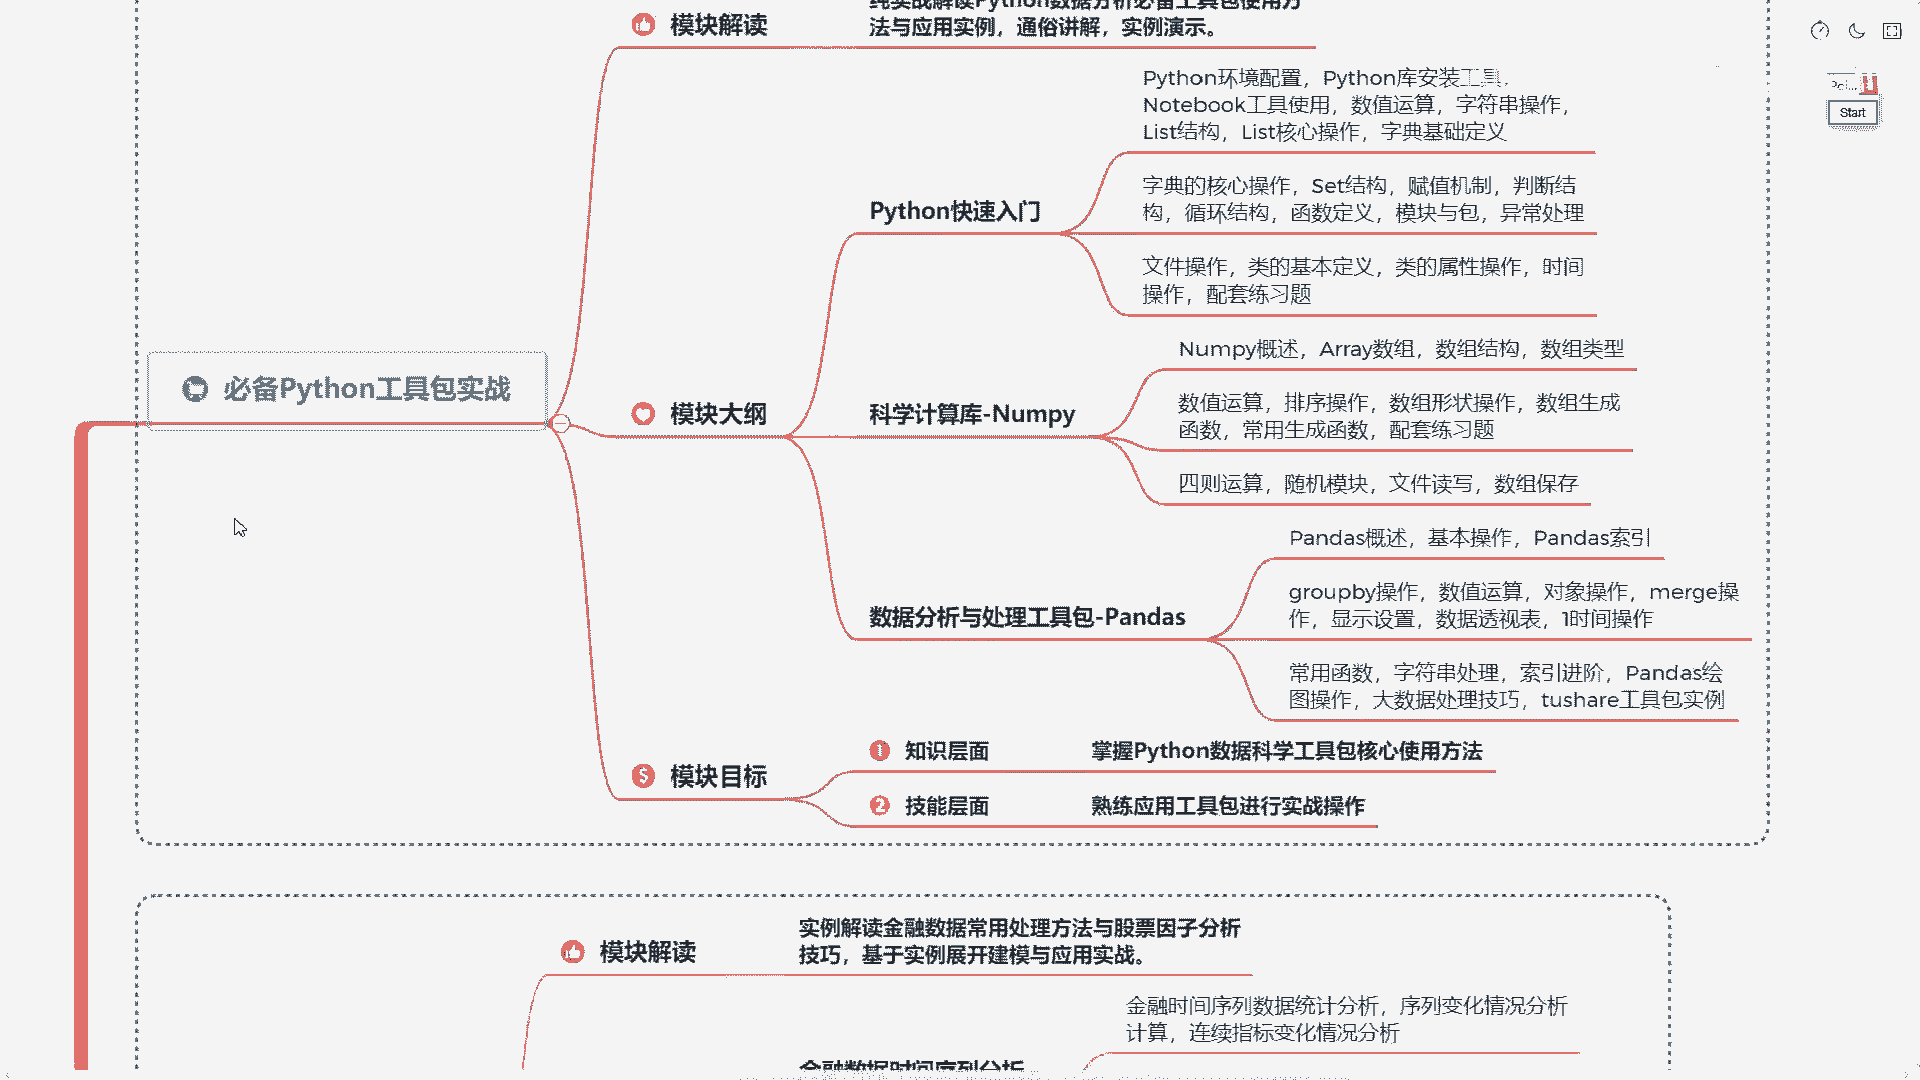 纯实战解读Python数据分析必备工具包使用方
模块解读
法与应用实例，通俗讲解，实例演示。
Python环境配置，Python库安装工具，
Notebook工具使用，数值运算，字符串操作，
List结构，List核心操作，字典基础定义
Start
Python快速入门
字典的核心操作，Set结构，赋值机制，判断结
构，循环结构，函数定义，模块与包，异常处理
文件操作，类的基本定义，类的属性操作，时间
操作，配套练习题
必备Python工具包实战
模块大纲
科学计算库-Numpy
Numpy概述，Array数组，数组结构，数组类型
数值运算，排序操作，数组形状操作，数组生成
函数，常用生成函数，配套练习题
四则运算，随机模块，文件读写，数组保存
数据分析与处理工具包-Pandas
Pandas概述，基本操作，Pandas索引
groupby操作，数值运算，对象操作，merge操
作，显示设置，数据透视表，1时间操作
常用函数，字符串处理，索引进阶，Pandas绘
图操作，大数据处理技巧，tushare工具包实例
模块目标
1 知识层面
掌握Python数据科学工具包核心使用方法
2 技能层面
熟练应用工具包进行实战操作
模块解读
实例解读金融数据常用处理方法与股票因子分析
技巧，基于实例展开建模与应用实战。
金融时间序列数据统计分析，序列变化情况分析
计算，连续指标变化情况分析
金融数据时间序列分析